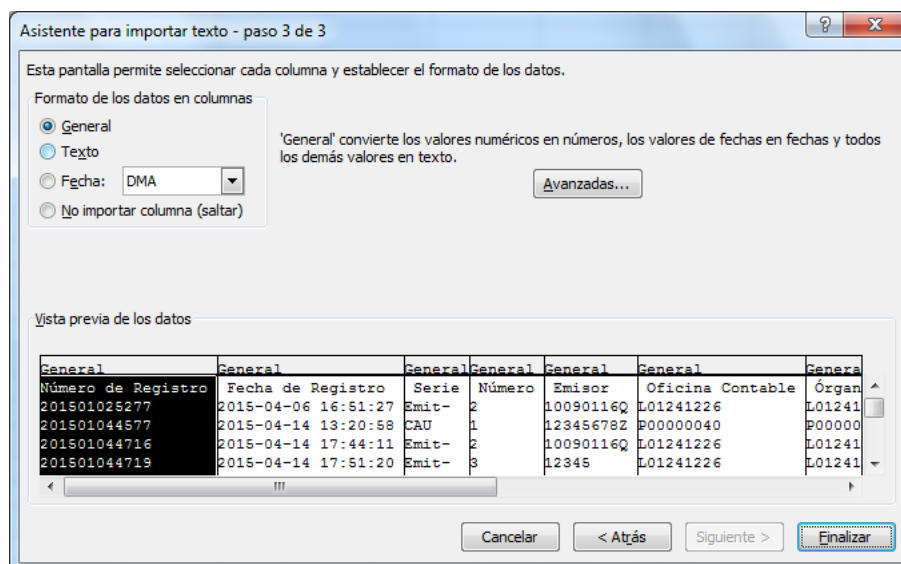 Asistente para importar texto - paso 3 de 3
Esta pantalla permite seleccionar cada columna y establecer el formato de los datos.
Formato de los datos en columnas
General
Texto
Fecha: DMA
No importar columna (saltar)
'General' convierte los valores numéricos en números, los valores de fechas en fechas y todos
los demás valores en texto.
Avanzadas...
Vista previa de los datos
General General General General General General Genera
Número de Registro Fecha de Registro Serie Número Emisor Oficina Contable Órgan
201501025277 2015-04-06 16:51:27 Emit- 2 10090116Q L01241226 L01241
201501044577 2015-04-14 13:20:58 CAU 1 12345678Z P00000040 P00000
201501044716 2015-04-14 17:44:11 Emit- 2 10090116Q L01241226 L01241
201501044719 2015-04-14 17:51:20 Emit- 3 12345 L01241226 L01241
Cancelar < Atrás Siguiente > Finalizar